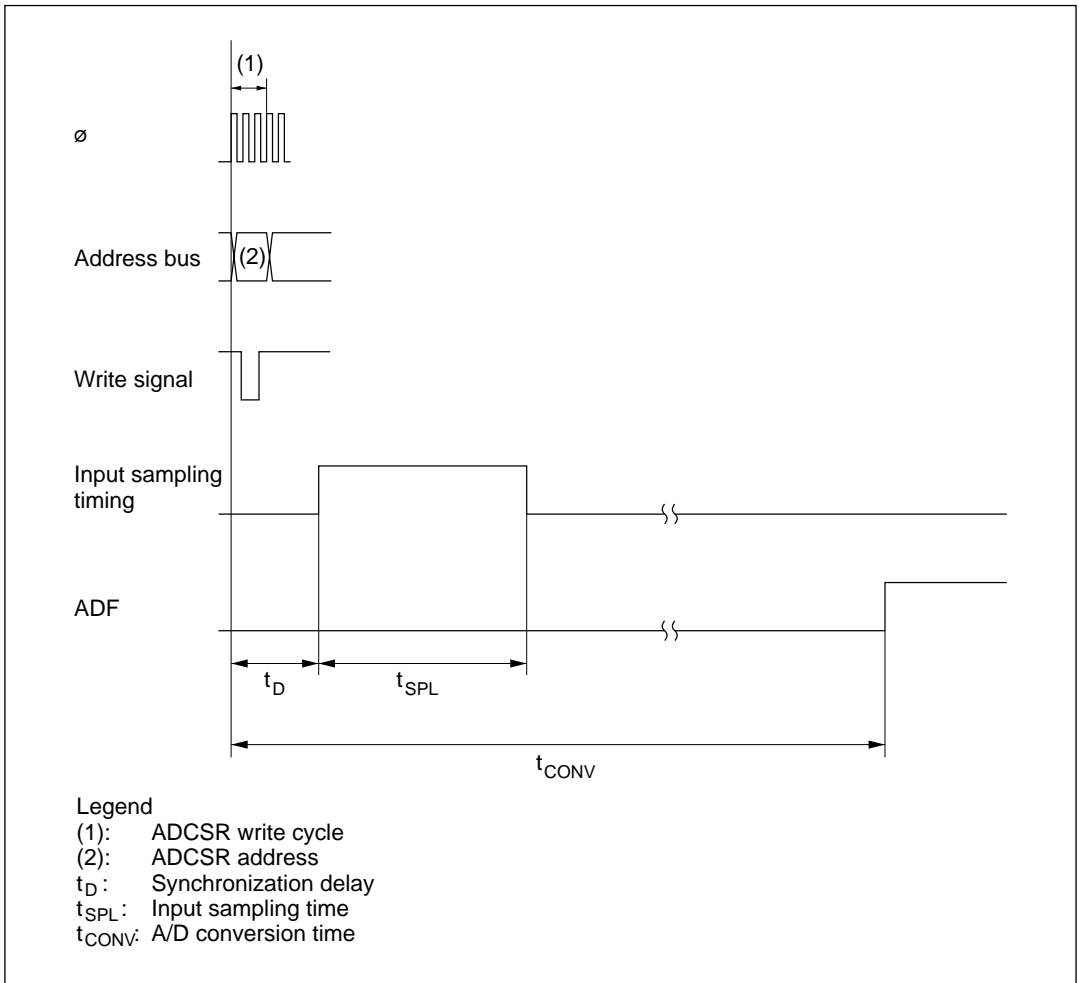 (1)
ø
Address bus
(2)
Write signal
Input sampling
timing
ADF
tD
tSPL
tCONV
Legend
(1): ADCSR write cycle
(2): ADCSR address
tD : Synchronization delay
tSPL : Input sampling time
tCONV: A/D conversion time